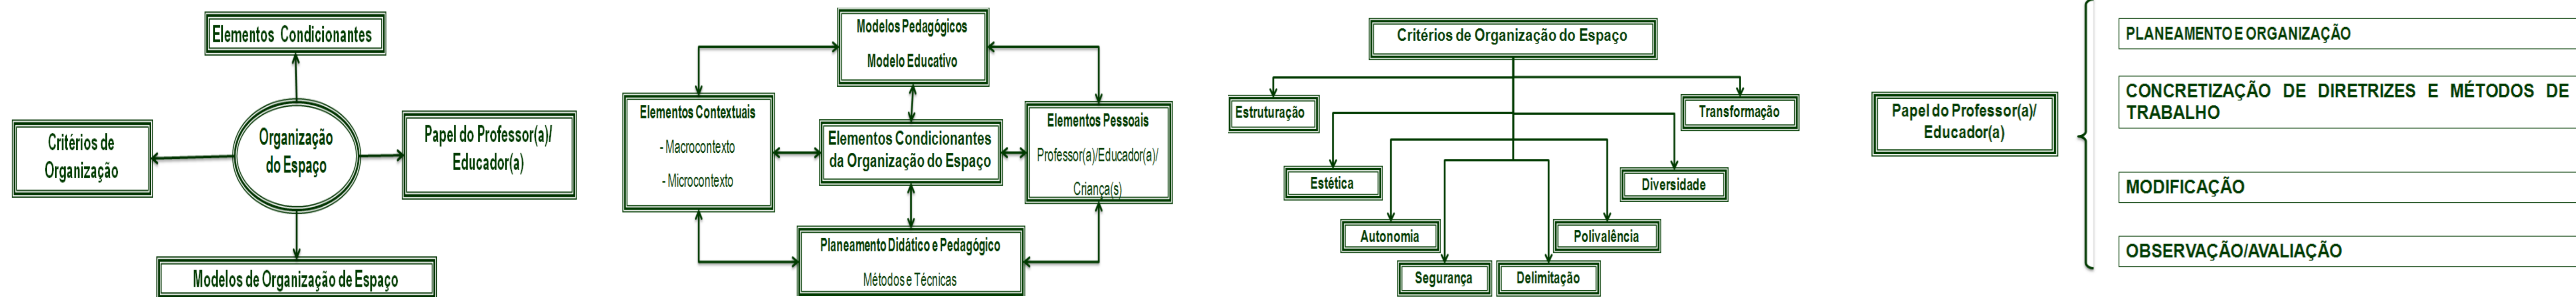 Elementos Condicionantes
Critérios de
Organização
Organização
do Espaço
Papel do Professor(a)/
Educador(a)
Modelos de Organização de Espaço
Modelos Pedagógicos
Modelo Educativo
Elementos Contextuais
- Macrocontexto
- Microcontexto
Elementos Condicionantes
da Organização do Espaço
Elementos Pessoais
Professor(a)/Educador(a)/
Criança(s)
Planeamento Didático e Pedagógico
Métodos e Técnicas
Critérios de Organização do Espaço
Estruturação
Transformação
Estética
Diversidade
Autonomia
Polivalência
Segurança
Delimitação
Papel do Professor(a)/
Educador(a)
PLANEAMENTO E ORGANIZAÇÃO
CONCRETIZAÇÃO DE DIRETRIZES E MÉTODOS DE
TRABALHO
MODIFICAÇÃO
OBSERVAÇÃO/AVALIAÇÃO